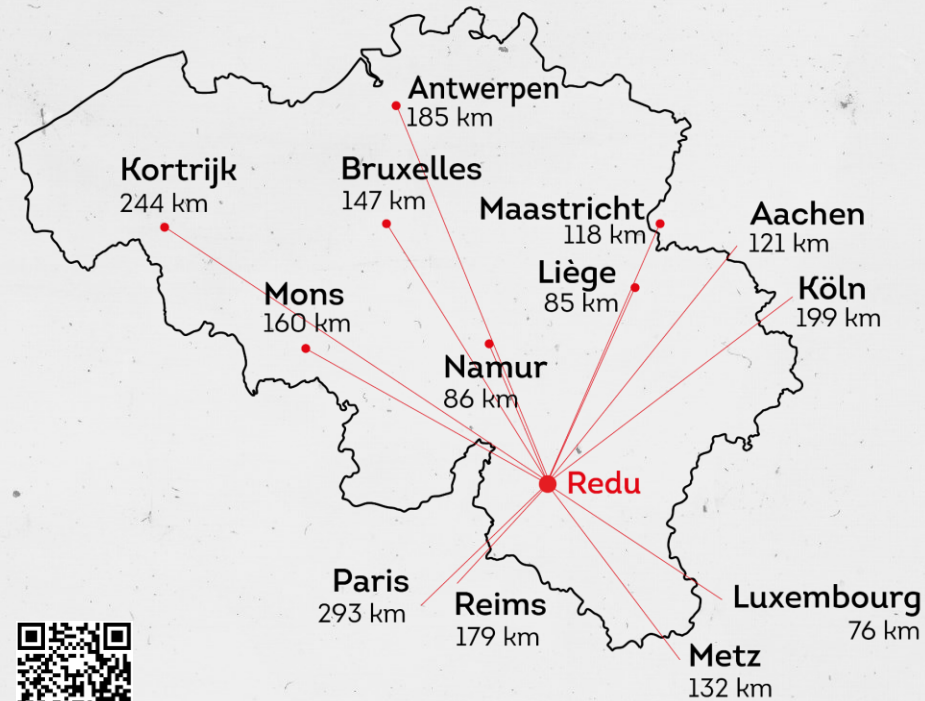 Antwerpen
185 km
Kortrijk
244 km
Bruxelles
147 km
Maastricht
118 km
Aachen
121 km
Liège
85 km
Köln
199 km
Mons
160 km
Namur
86 km
Redu
Paris
293 km
Reims
179 km
Luxembourg
76 km
Metz
132 km